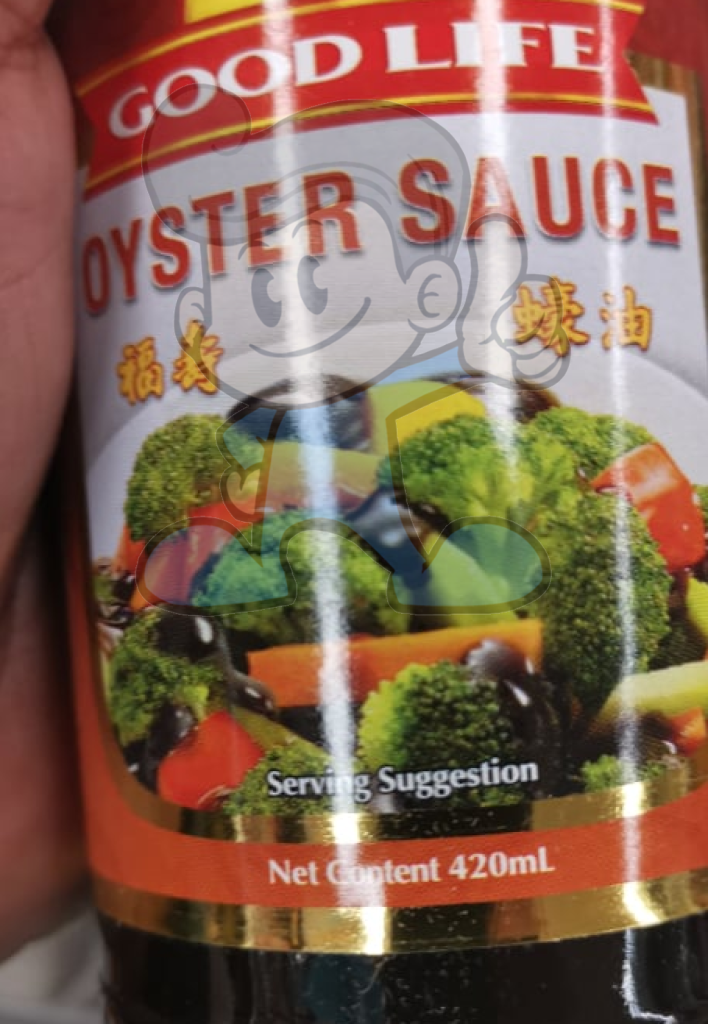 GOOD LIFE
OYSTER SAUCE
福寿 蠔油
Serving Suggestion
Net Content 420mL